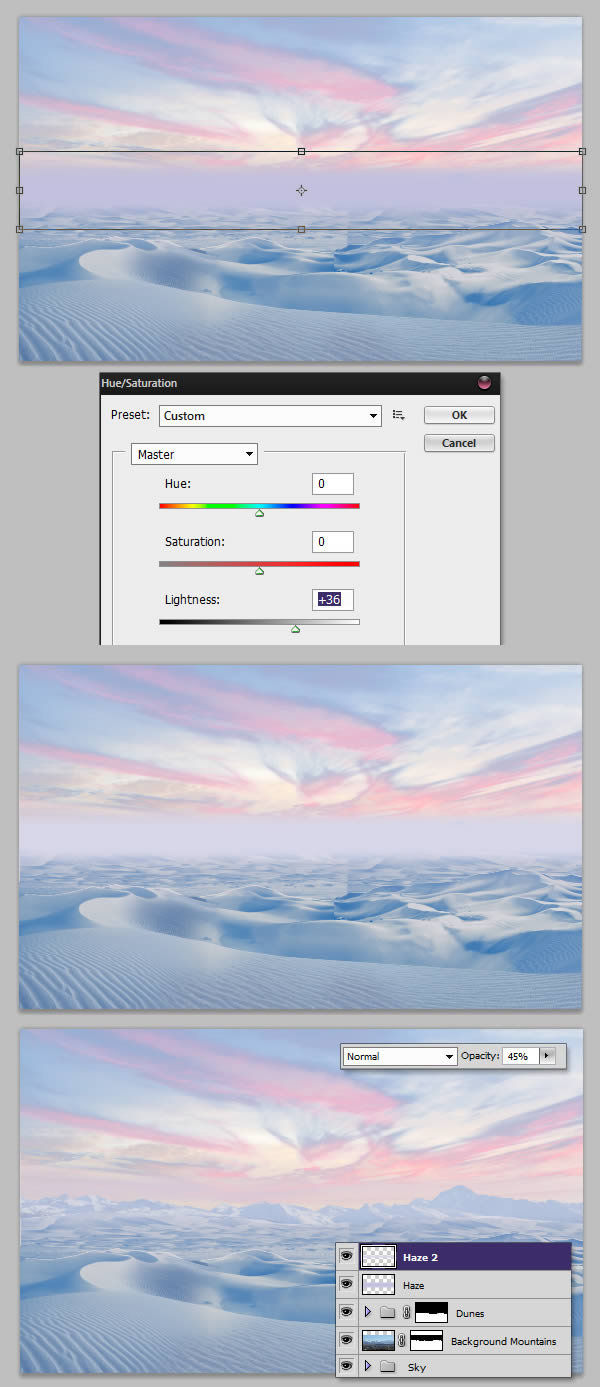 Hue/Saturation
Preset: Custom OK
Cancel
Master
Hue: 0
Saturation: 0
Lightness: +36
Normal Opacity: 45%
Haze 2
Haze
Dunes
Background Mountains
Sky